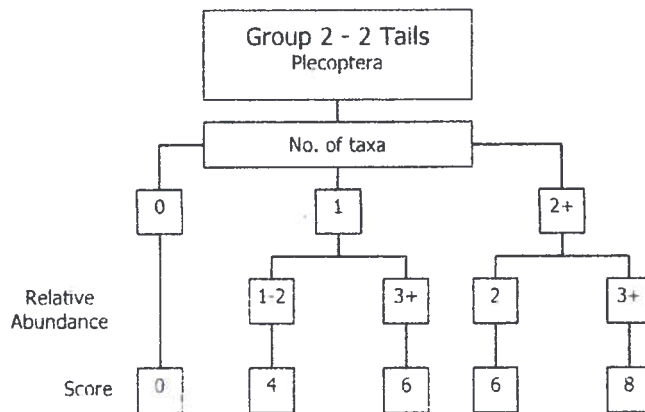 Group 2 - 2 Tails
Plecoptera
No. of taxa
0 1 2+
Relative
Abundance
1-2 3+ 2 3+
Score 0 4 6 6 8